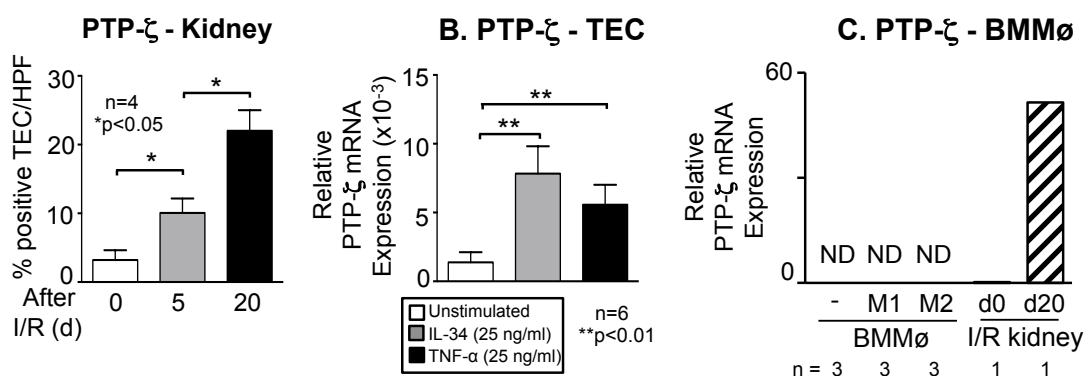 PTP-ζ - Kidney
% positive TEC/HPF
30
20
10
0
n=4
*p<0.05
*
*
After
I/R (d)
0 5 20
B. PTP-ζ - TEC
Relative
PTP-ζ mRNA
Expression (x10-3)
15
10
5
0
**
**
Unstimulated
IL-34 (25 ng/ml)
TNF-α (25 ng/ml)
n=6
**p<0.01
C. PTP-ζ - BMMø
Relative
PTP-ζ mRNA
Expression
60
0
ND ND ND
- M1 M2 d0 d20
BMMø I/R kidney
n = 3 3 3 1 1